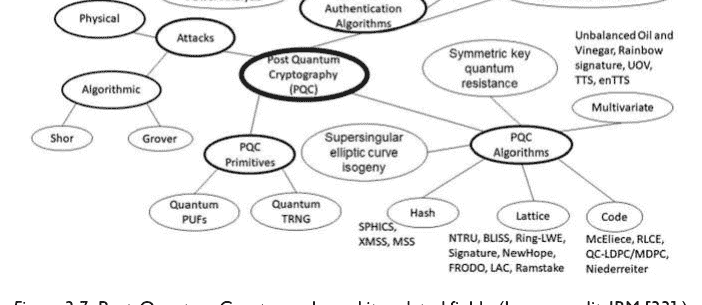 Authentication
Algorithms
Physical
Attacks
Post Quantum
Cryptography
(PQC)
Symmetric key
quantum
resistance
Unbalanced Oil and
Vinegar, Rainbow
signature, UOV,
TTS, enTTS
Algorithmic
Multivariate
Shor
Grover
PQC
Primitives
Supersingular
elliptic curve
isogeny
PQC
Algorithms
Quantum
PUFs
Quantum
TRNG
Hash
Lattice
Code
SPHICS,
XMSS, MSS
NTRU, BLISS, Ring-LWE,
Signature, NewHope,
FRODO, LAC, Ramstake
McEliece, RLCE,
QC-LDPC/MDPC,
Niederreiter